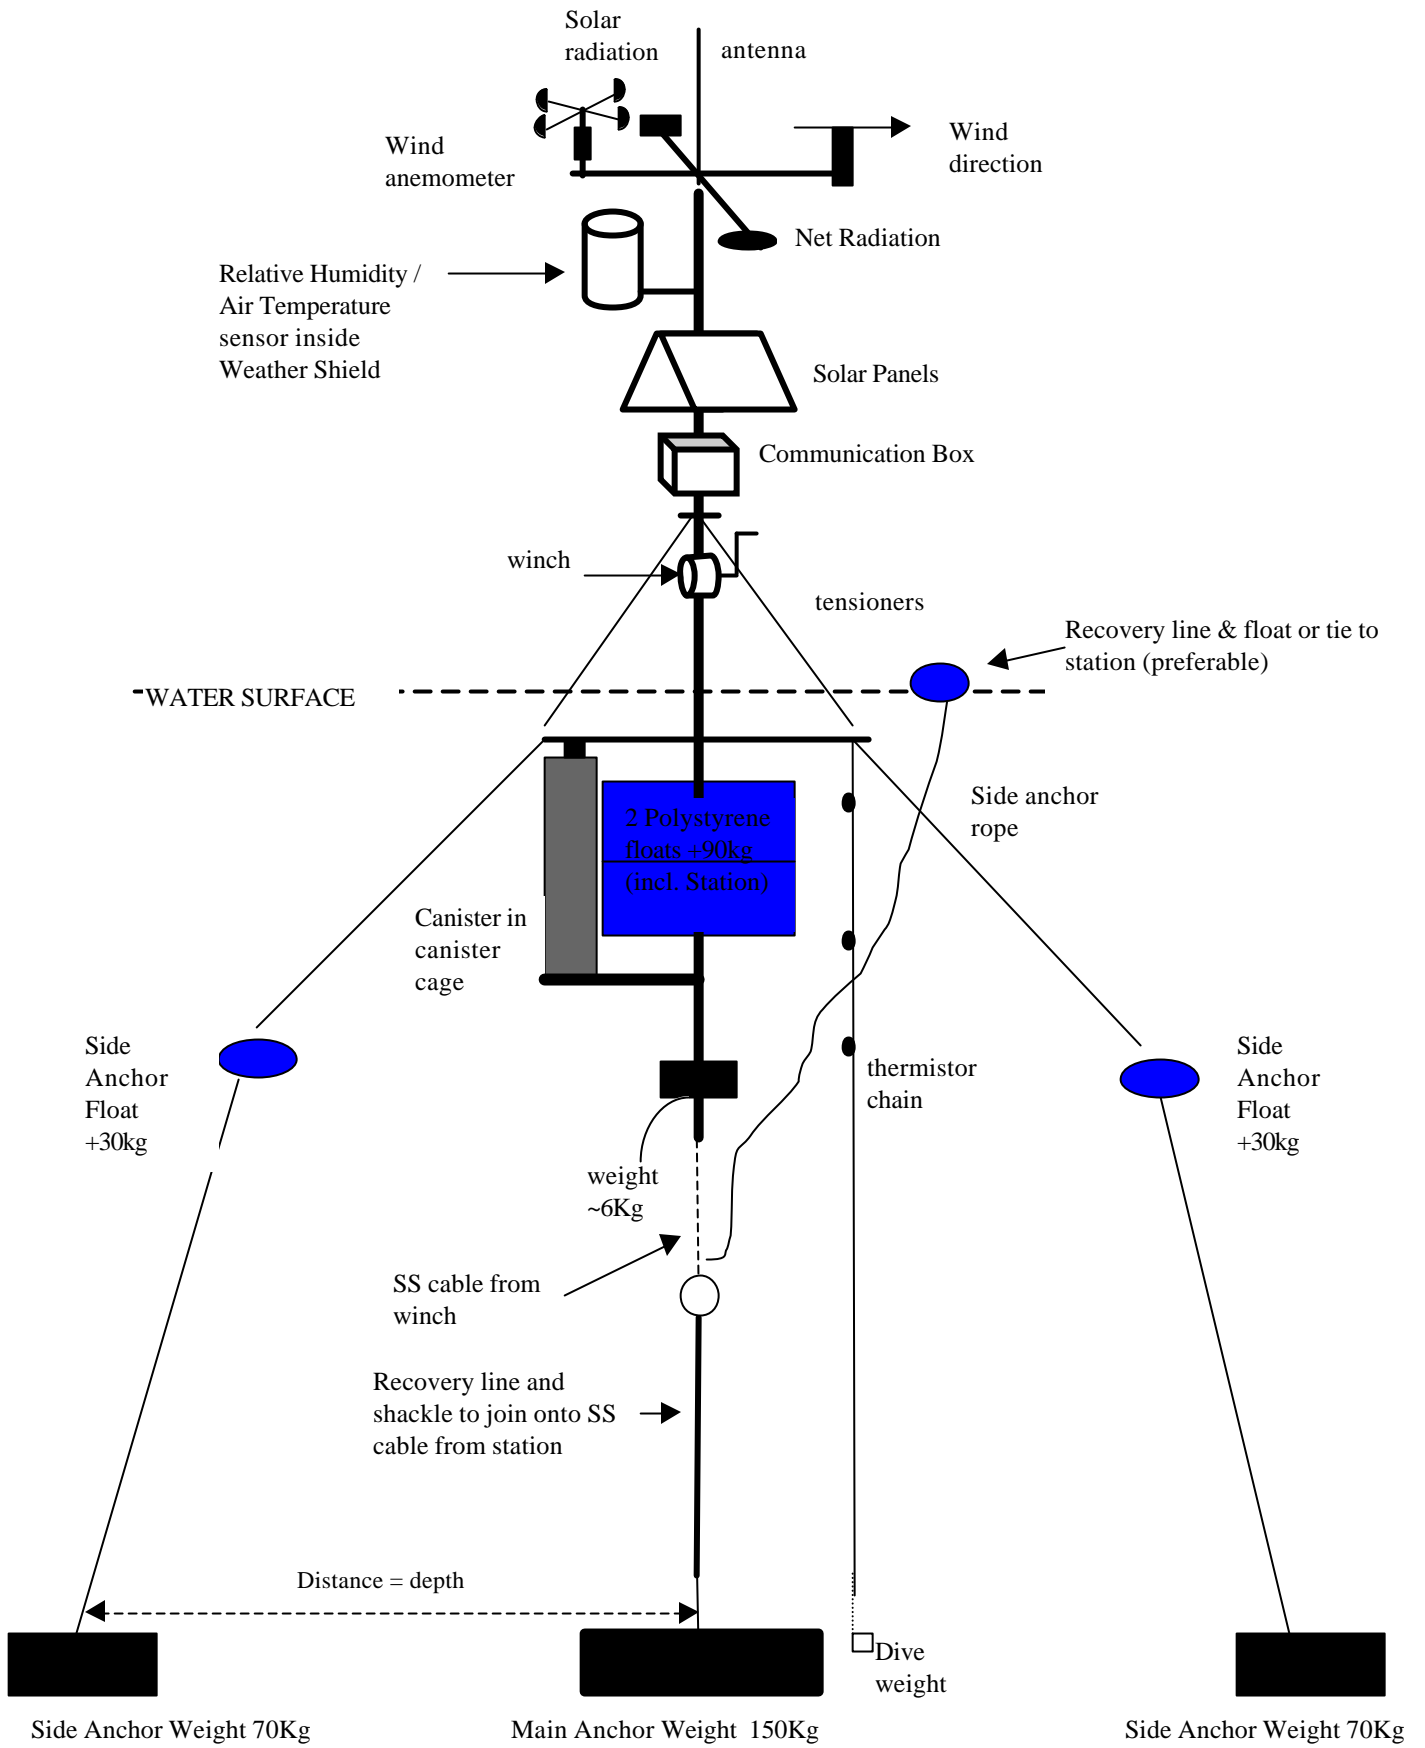 Solar
radiation
antenna
Wind
anemometer
Wind
direction
Net Radiation
Relative Humidity /
Air Temperature
sensor inside
Weather Shield
Solar Panels
Communication Box
winch
tensioners
Recovery line & float or tie to
station (preferable)
WATER SURFACE
2 Polystyrene
floats +90kg
(incl. Station)
Side anchor
rope
Canister in
canister
cage
Side
Anchor
Float
+30kg
thermistor
chain
Side
Anchor
Float
+30kg
weight
~6Kg
SS cable from
winch
Recovery line and
shackle to join onto SS
cable from station
Distance = depth
Dive
weight
Side Anchor Weight 70Kg
Main Anchor Weight  150Kg
Side Anchor Weight 70Kg